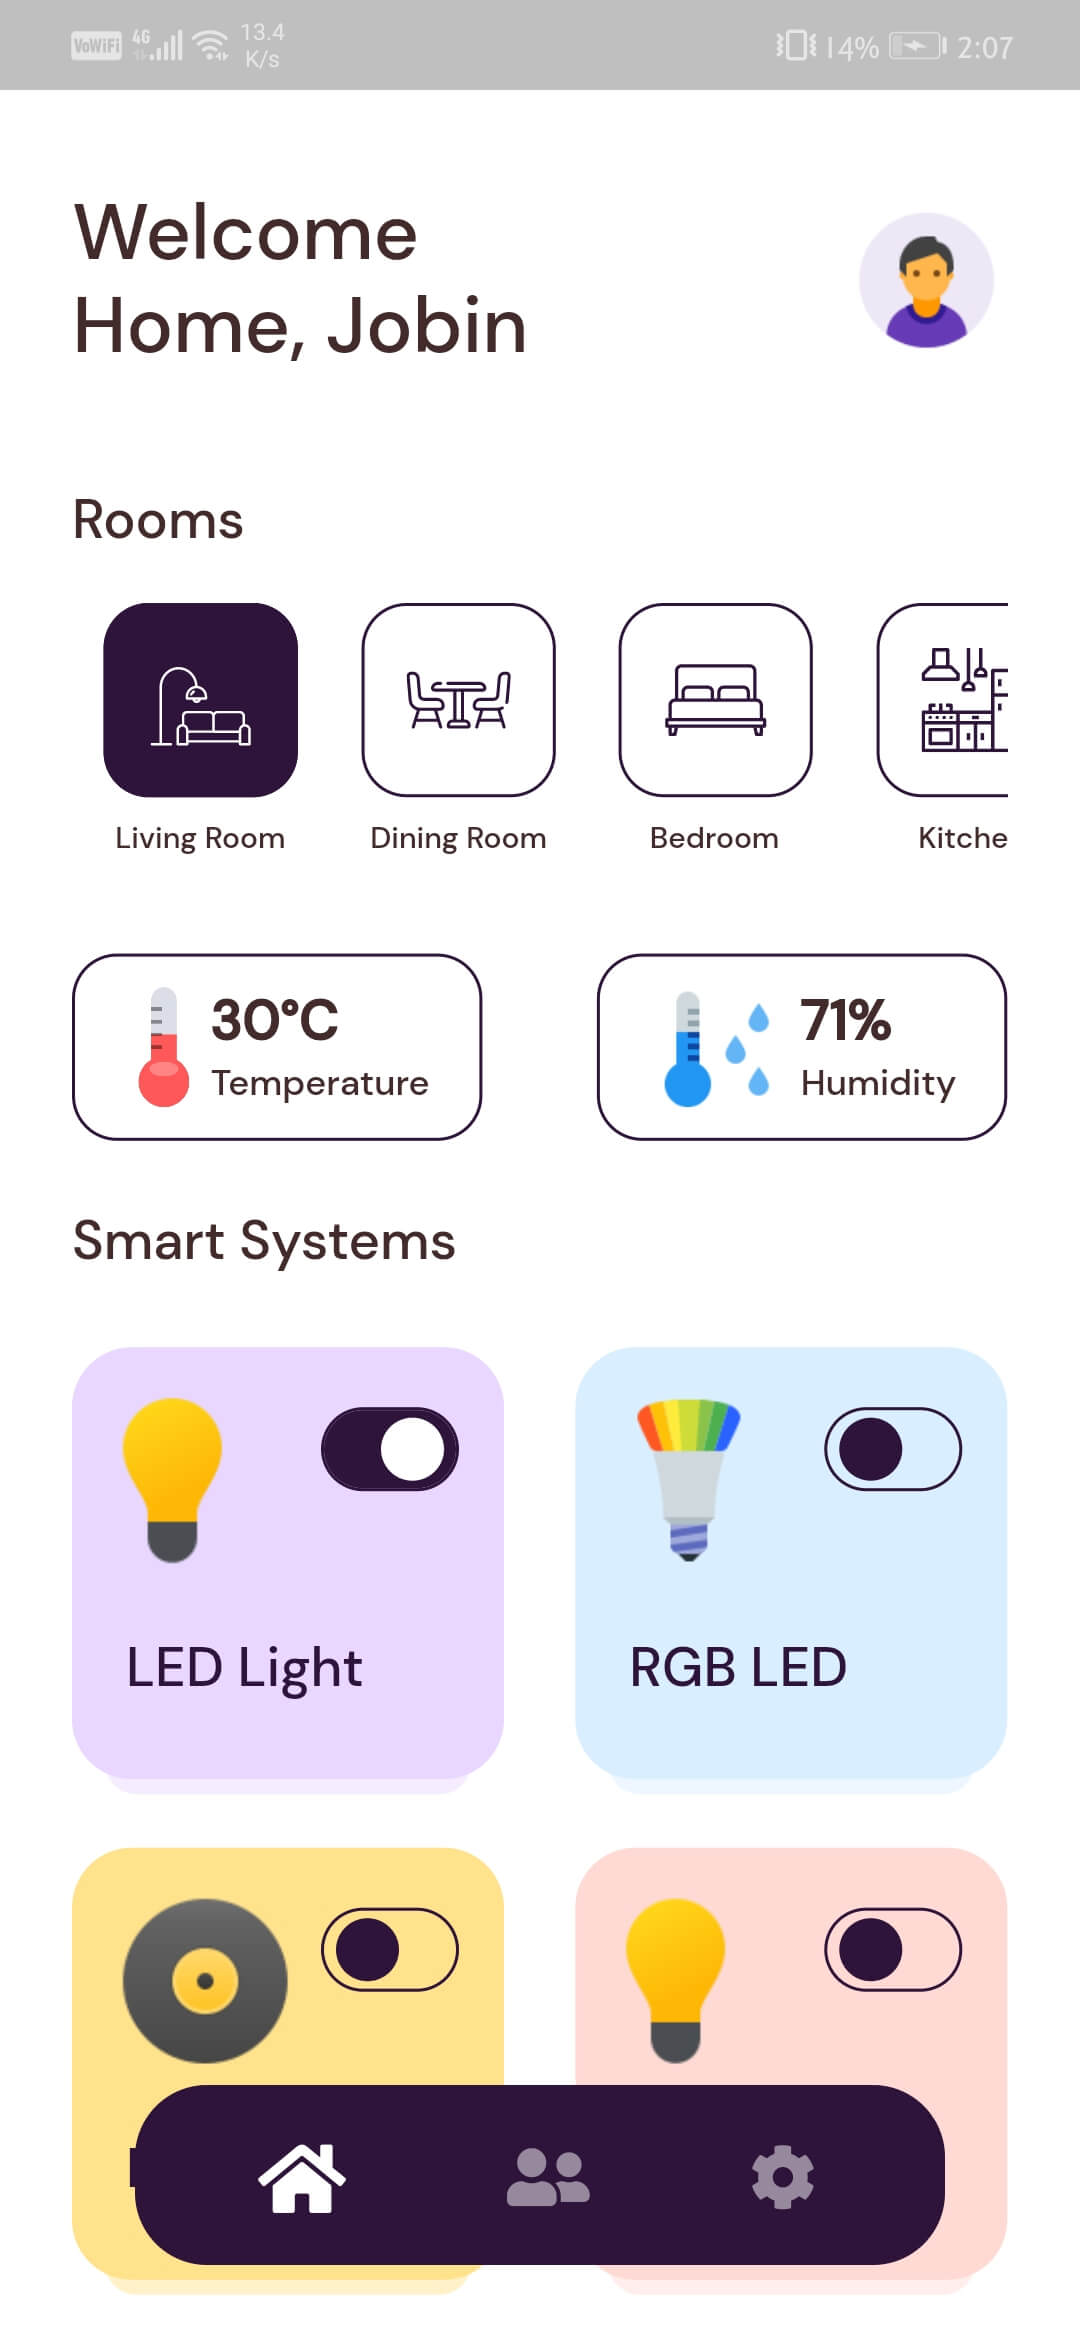 VoWiFi 4G 13.4 K/s 14% 2:07
Welcome
Home, Jobin
Rooms
Living Room Dining Room Bedroom Kitche
30°C 71%
Temperature Humidity
Smart Systems
LED Light RGB LED